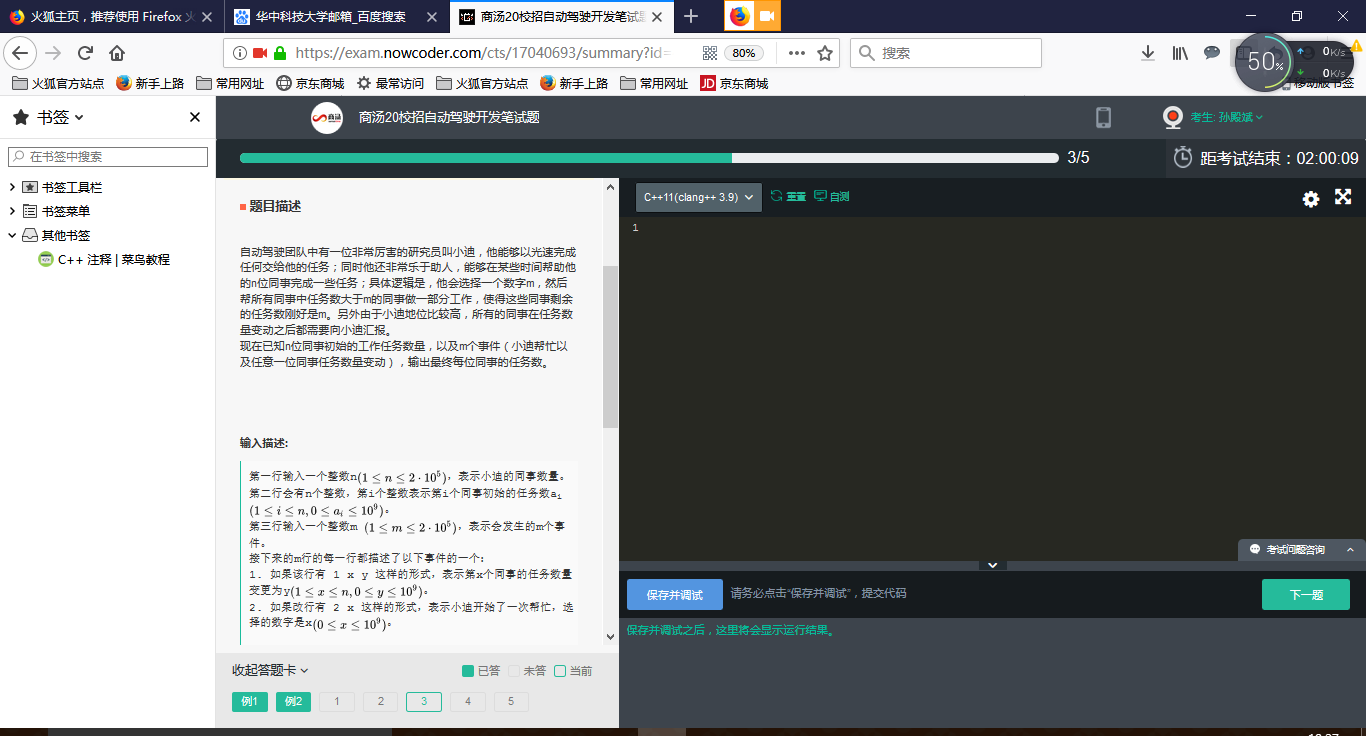 火狐主页，推荐使用 Firefox 火
华中科技大学邮箱_百度搜索
商汤20校招自动驾驶开发笔试题
https://exam.nowcoder.com/cts/17040693/summary?id=
80%
搜索
50%
0K/s
0K/s
火狐官方站点
新手上路
常用网址
京东商城
最常访问
火狐官方站点
新手上路
常用网址
JD
京东商城
移动版书签
书签
商汤
商汤20校招自动驾驶开发笔试题
考生: 孙殿斌
在书签中搜索
3/5
距考试结束：02:00:09
书签工具栏
书签菜单
其他书签
C++ 注释 | 菜鸟教程
题目描述
C++11(clang++ 3.9)
重置
自测
1
自动驾驶团队中有一位非常厉害的研究员叫小迪，他能够以光速完成
任何交给他的任务；同时他还非常乐于助人，能够在某些时间帮助他
的n位同事完成一些任务；具体逻辑是，他会选择一个数字m，然后
帮所有同事中任务数大于m的同事做一部分工作，使得这些同事剩余
的任务数刚好是m。另外由于小迪地位比较高，所有的同事在任务数
量变动之后都需要向小迪汇报。
现在已知n位同事初始的工作任务数量，以及m个事件（小迪帮忙以
及任意一位同事任务数量变动），输出最终每位同事的任务数。
输入描述:
第一行输入一个整数n(1 ≤ n ≤ 2 · 10^5)，表示小迪的同事数量。
第二行会有n个整数，第i个整数表示第i个同事初始的任务数a_i
(1 ≤ i ≤ n, 0 ≤ a_i ≤ 10^9)。
第三行输入一个整数m (1 ≤ m ≤ 2 · 10^5)，表示会发生的m个事
件。
接下来的m行的每一行都描述了以下事件的一个：
1. 如果该行有 1 x y 这样的形式，表示第x个同事的任务数量
变更为y(1 ≤ x ≤ n, 0 ≤ y ≤ 10^9)。
2. 如果改行有 2 x 这样的形式，表示小迪开始了一次帮忙，选
择的数字是x(0 ≤ x ≤ 10^9)。
考试问题咨询
保存并调试
请务必点击“保存并调试”，提交代码
下一题
保存并调试之后，这里将会显示运行结果。
收起答题卡
已答
未答
当前
例1
例2
1
2
3
4
5